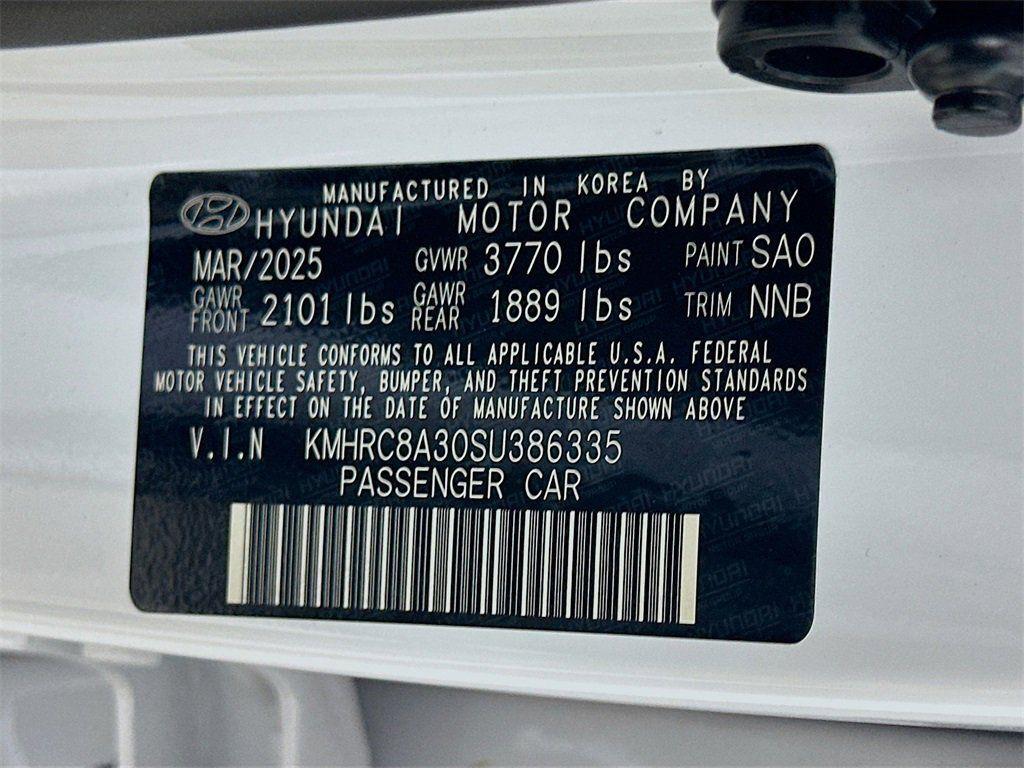 MANUFACTURED IN KOREA BY
HYUNDAI MOTOR COMPANY
MAR/2025 GVWR 3770 lbs PAINT SAO
GAWR FRONT 2101 lbs GAWR REAR 1889 lbs TRIM NNB
THIS VEHICLE CONFORMS TO ALL APPLICABLE U.S.A. FEDERAL
MOTOR VEHICLE SAFETY, BUMPER, AND THEFT PREVENTION STANDARDS
IN EFFECT ON THE DATE OF MANUFACTURE SHOWN ABOVE
V.I.N KMHRC8A30SU386335
PASSENGER CAR